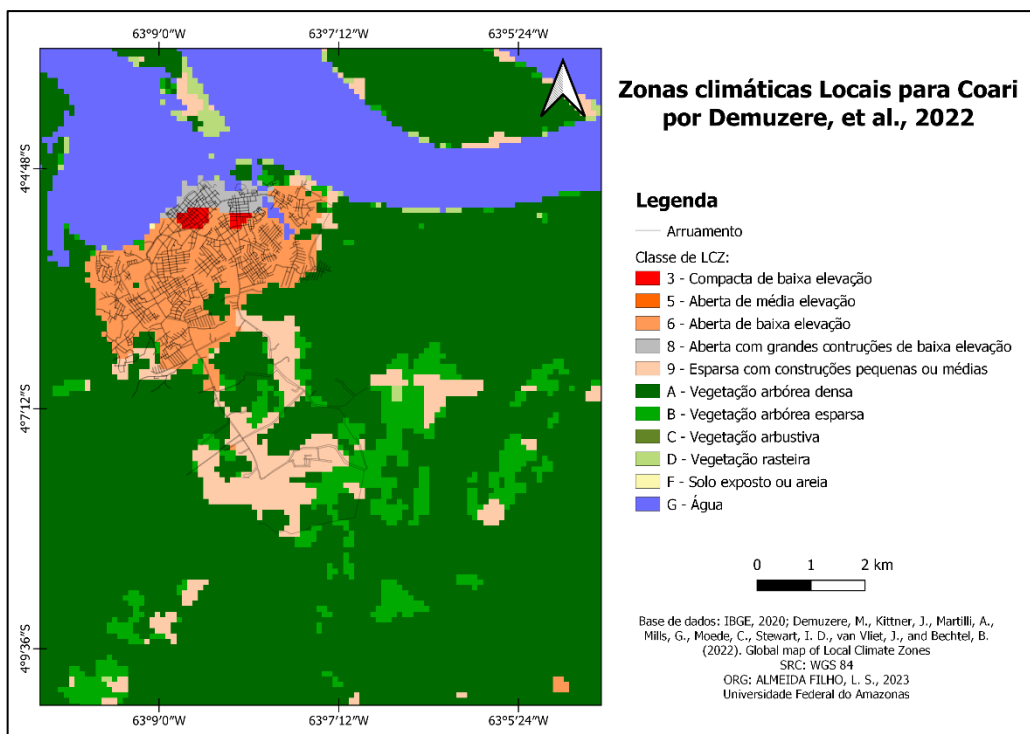 63°9'0"W 63°7'12"W 63°5'24"W
Zonas climáticas Locais para Coari
por Demuzere, et al., 2022
4°4'48"S
4°7'12"S
4°9'36"S
Legenda
Arruamento
Classe de LCZ:
3 - Compacta de baixa elevação
5 - Aberta de média elevação
6 - Aberta de baixa elevação
8 - Aberta com grandes contruções de baixa elevação
9 - Esparsa com construções pequenas ou médias
A - Vegetação arbórea densa
B - Vegetação arbórea esparsa
C - Vegetação arbustiva
D - Vegetação rasteira
F - Solo exposto ou areia
G - Água
0 1 2 km
Base de dados: IBGE, 2020; Demuzere, M., Kittner, J., Martilli, A.,
Mills, G., Moede, C., Stewart, I. D., van Vliet, J., and Bechtel, B.
(2022). Global map of Local Climate Zones
SRC: WGS 84
ORG: ALMEIDA FILHO, L. S., 2023
Universidade Federal do Amazonas
63°9'0"W 63°7'12"W 63°5'24"W